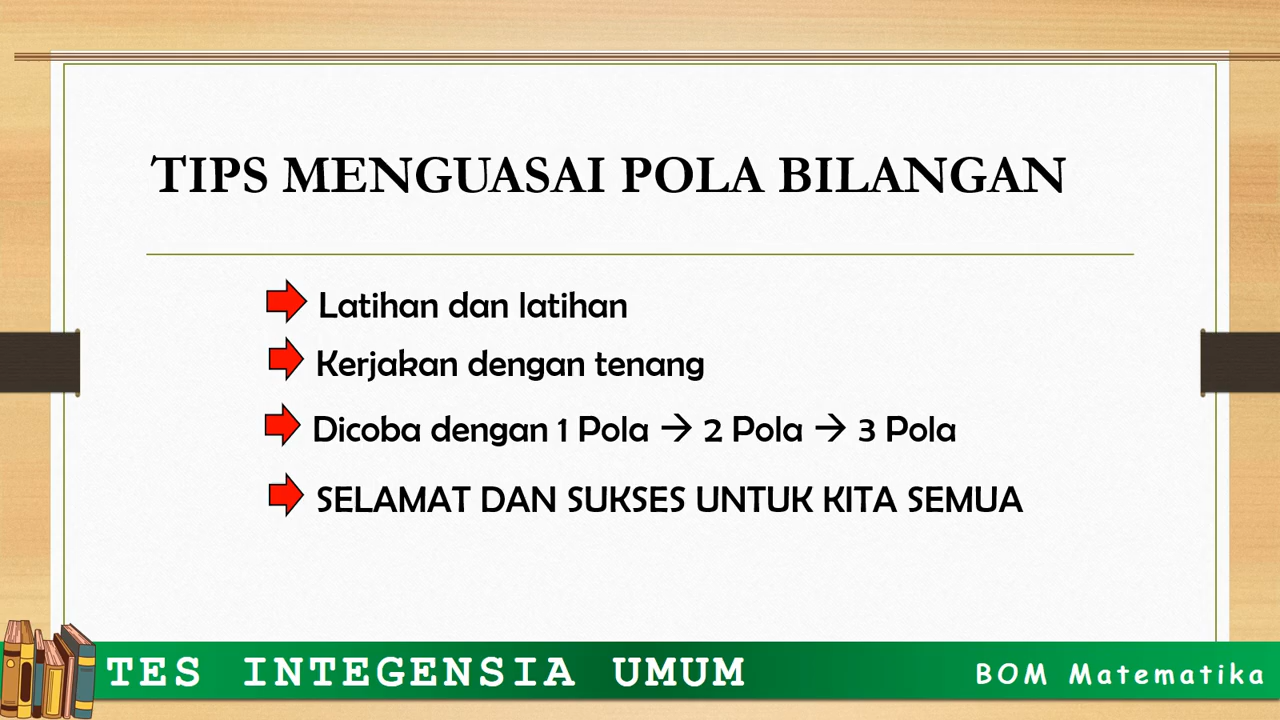 TIPS MENGUASAI POLA BILANGAN
Latihan dan latihan
Kerjakan dengan tenang
Dicoba dengan 1 Pola → 2 Pola → 3 Pola
SELAMAT DAN SUKSES UNTUK KITA SEMUA
TES INTEGENSIA UMUM
BOM Matematika